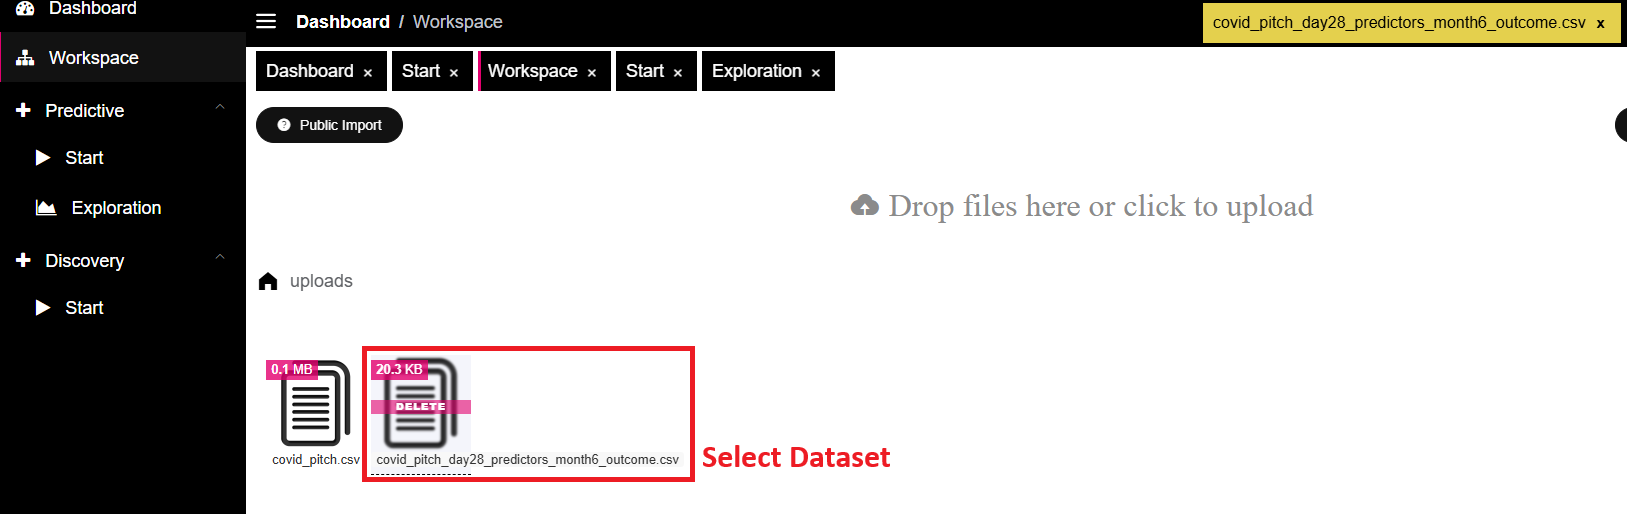 Dashboard
Workspace
Predictive
Start
Exploration
Discovery
Start
Dashboard / Workspace
covid_pitch_day28_predictors_month6_outcome.csv x
Dashboard × Start × Workspace × Start × Exploration ×
? Public Import
Drop files here or click to upload
uploads
0.1 MB
20.3 KB
DELETE
covid_pitch.csv
covid_pitch_day28_predictors_month6_outcome.csv
Select Dataset